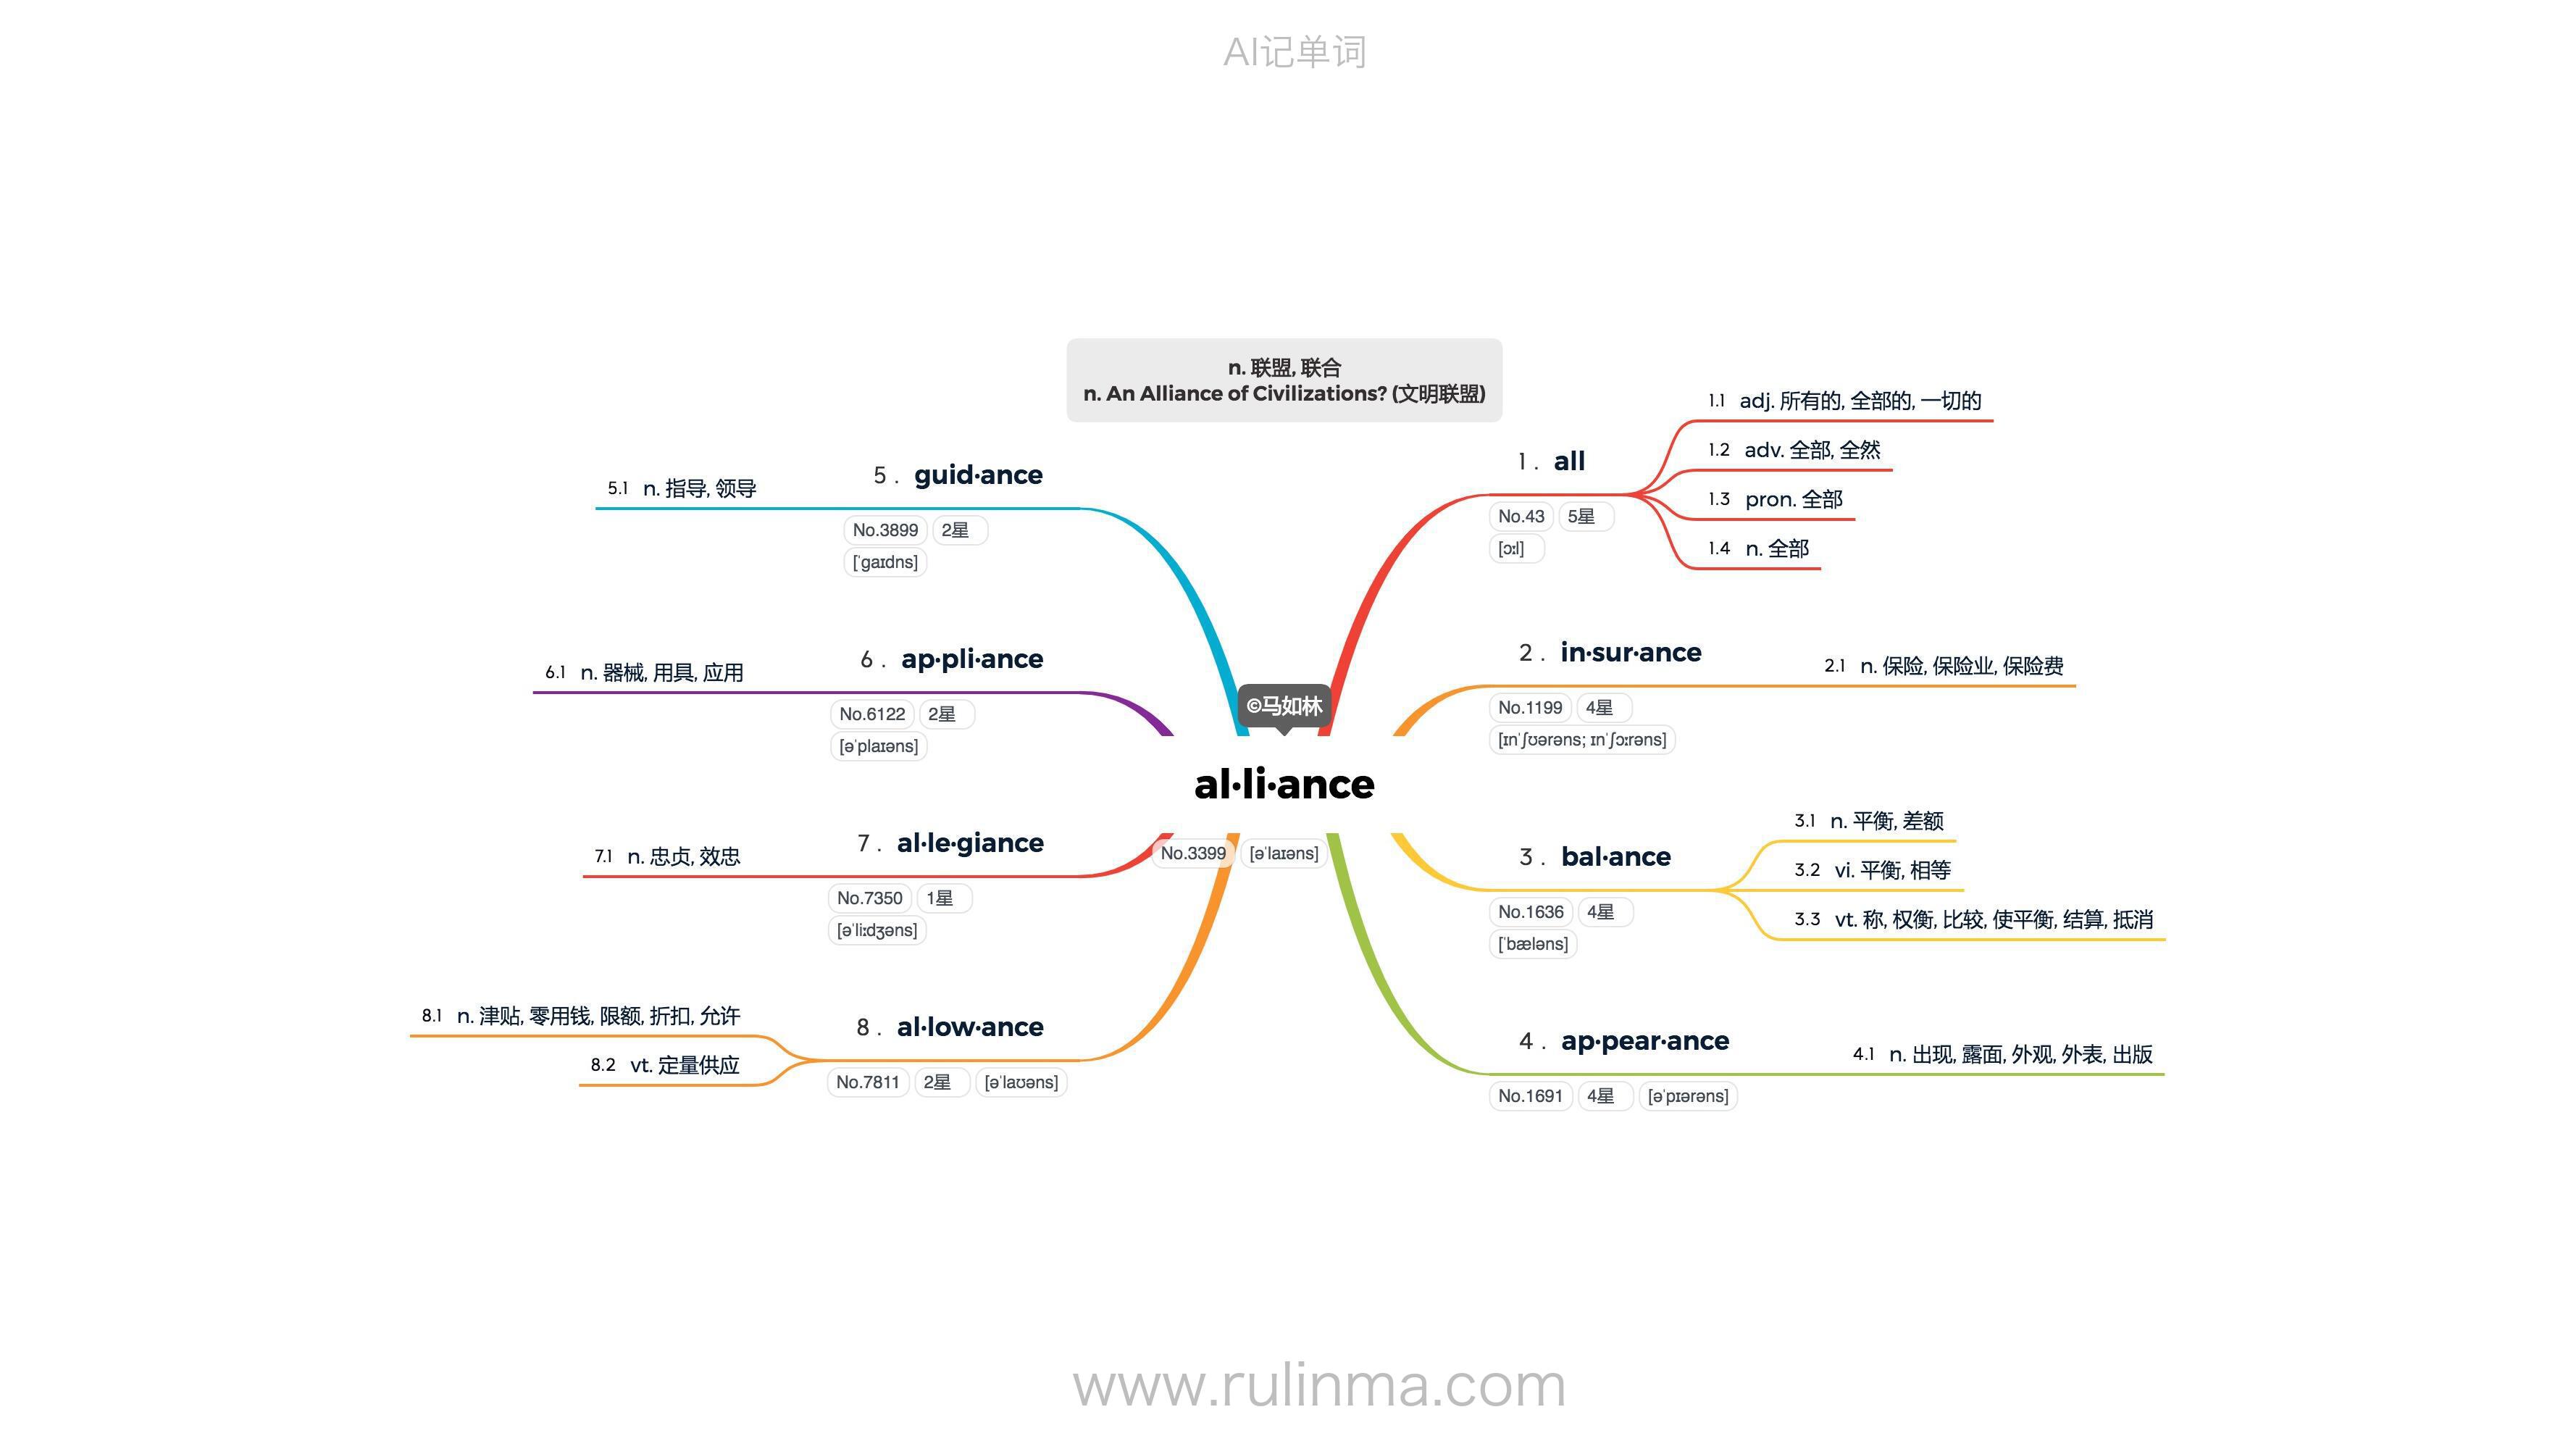 AI记单词
n. 联盟, 联合
n. An Alliance of Civilizations? (文明联盟)
©马如林
al·li·ance
No.3399 [əˈlaɪəns]
1 . all
No.43 5星
[ɔːl]
1.1 adj. 所有的, 全部的, 一切的
1.2 adv. 全部, 全然
1.3 pron. 全部
1.4 n. 全部
2 . in·sur·ance
No.1199 4星
[ɪnˈʃʊərəns; ɪnˈʃɔːrəns]
2.1 n. 保险, 保险业, 保险费
3 . bal·ance
No.1636 4星
[ˈbæləns]
3.1 n. 平衡, 差额
3.2 vi. 平衡, 相等
3.3 vt. 称, 权衡, 比较, 使平衡, 结算, 抵消
4 . ap·pear·ance
No.1691 4星 [əˈpɪərəns]
4.1 n. 出现, 露面, 外观, 外表, 出版
5 . guid·ance
No.3899 2星
[ˈgaɪdns]
5.1 n. 指导, 领导
6 . ap·pli·ance
No.6122 2星
[əˈplaɪəns]
6.1 n. 器械, 用具, 应用
7 . al·le·giance
No.7350 1星
[əˈliːdʒəns]
7.1 n. 忠贞, 效忠
8 . al·low·ance
No.7811 2星 [əˈlaʊəns]
8.1 n. 津贴, 零用钱, 限额, 折扣, 允许
8.2 vt. 定量供应
www.rulinma.com